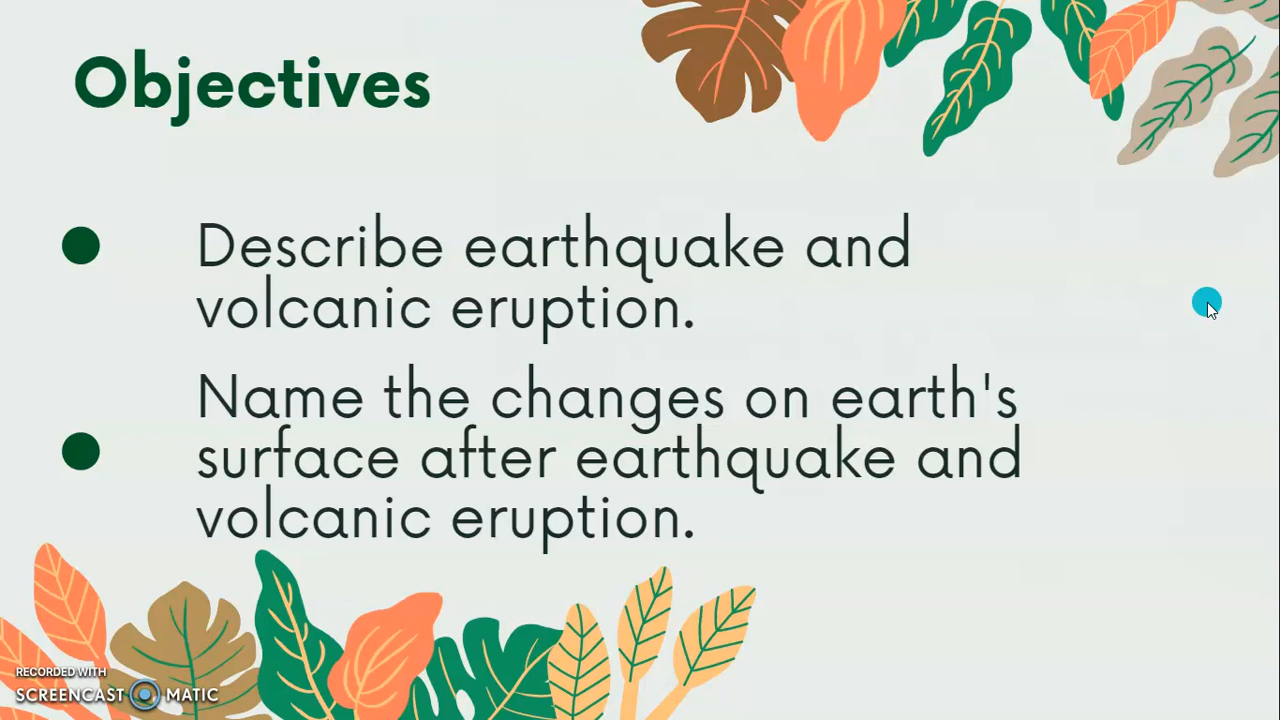 Objectives
Describe earthquake and
volcanic eruption.
Name the changes on earth's
surface after earthquake and
volcanic eruption.
RECORDED WITH
SCREENCAST MATIC